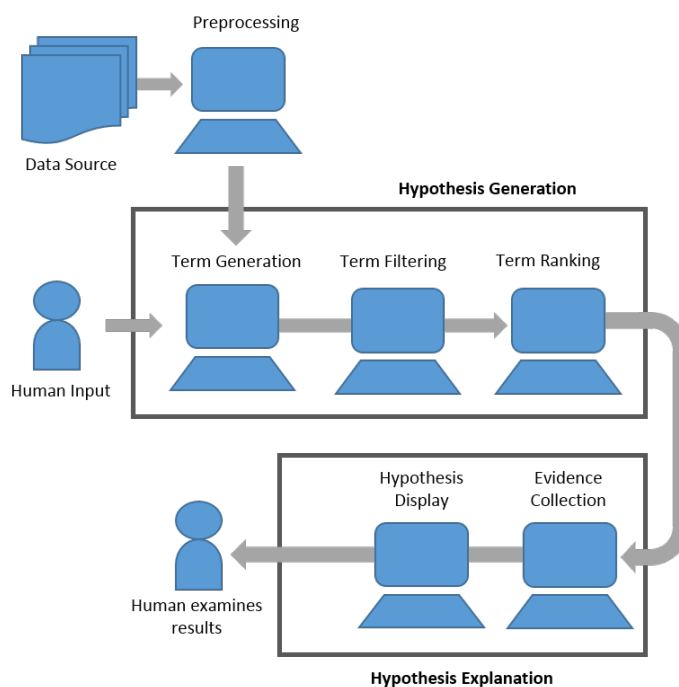 Preprocessing
Data Source
Hypothesis Generation
Term Generation
Term Filtering
Term Ranking
Human Input
Hypothesis
Display
Evidence
Collection
Human examines
results
Hypothesis Explanation